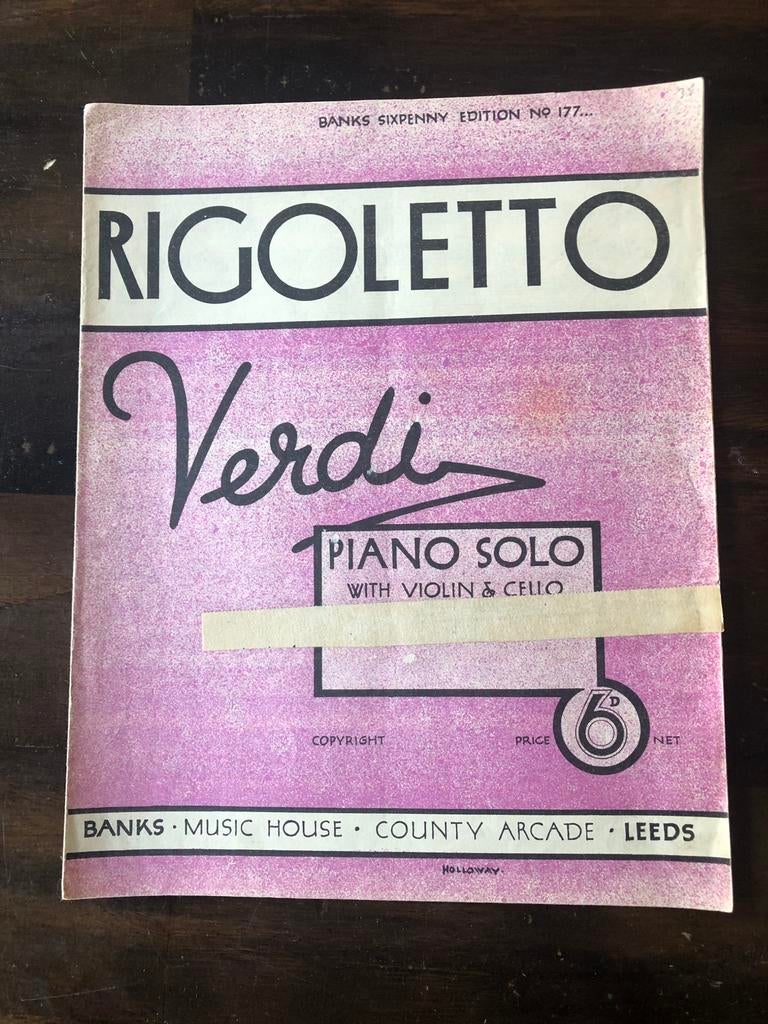 38
BANKS SIXPENNY EDITION Nº 177...
RIGOLETTO
Verdi
PIANO SOLO
WITH VIOLIN & CELLO
6D
COPYRIGHT PRICE NET
BANKS · MUSIC HOUSE · COUNTY ARCADE · LEEDS
HOLLOWAY.